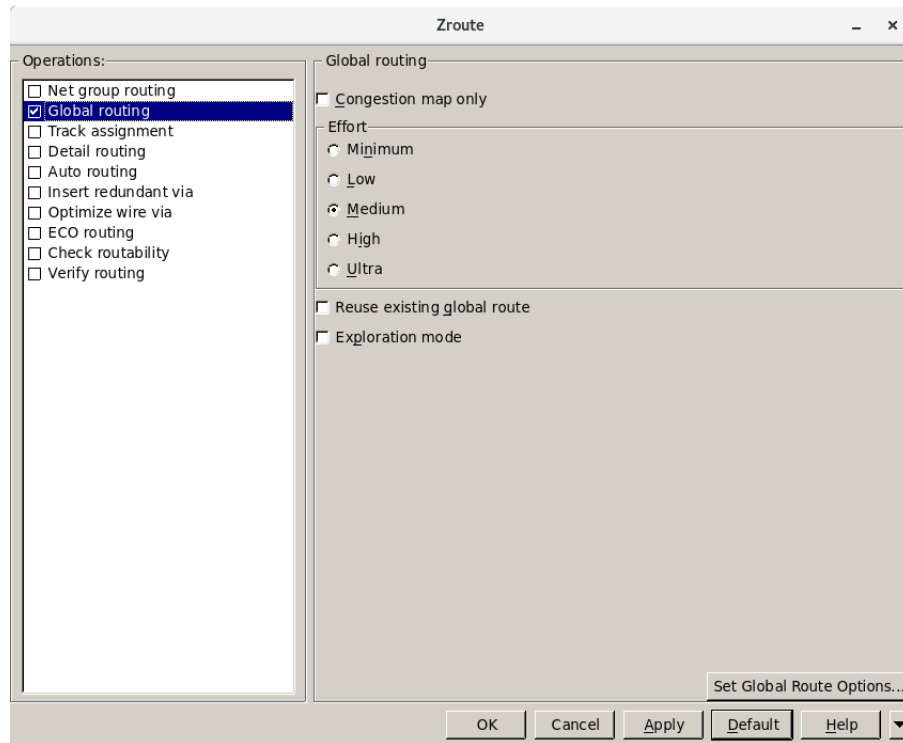 Zroute
Operations:
Net group routing
Global routing
Track assignment
Detail routing
Auto routing
Insert redundant via
Optimize wire via
ECO routing
Check routability
Verify routing
Global routing
Congestion map only
Effort
Minimum
Low
Medium
High
Ultra
Reuse existing global route
Exploration mode
Set Global Route Options...
OK
Cancel
Apply
Default
Help